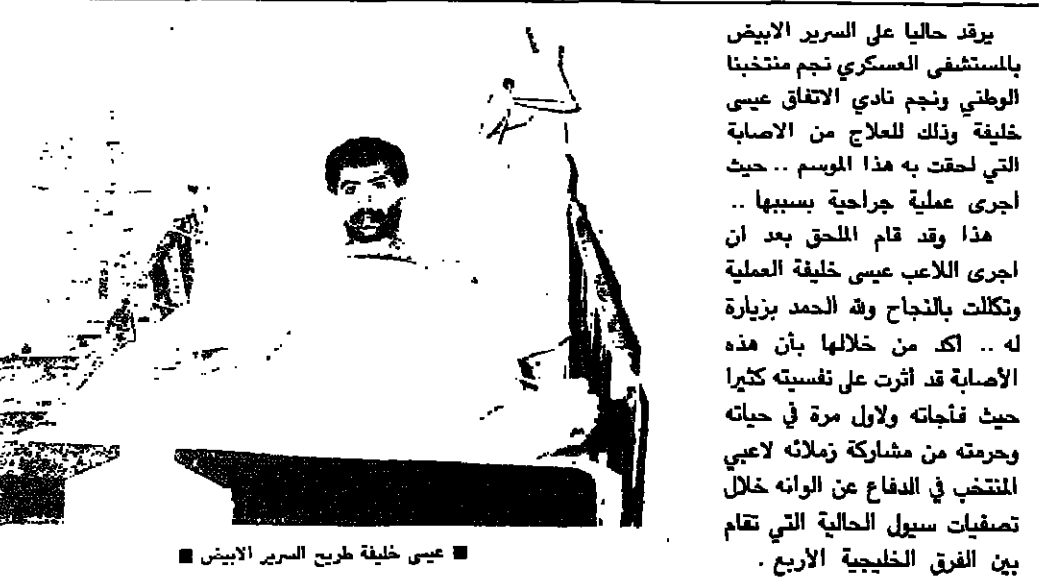 يرقد حاليا على السرير الابيض
بالمستشفى العسكري نجم منتخبنا
الوطني ونجم نادي الاتفاق عيسى
خليفة وذلك للعلاج من الاصابة
التي لحقت به هذا الموسم .. حيث
اجرى عملية جراحية بسببها ..
هذا وقد قام الملحق بعد ان
اجرى اللاعب عيسى خليفة العملية
وتكللت بالنجاح ولله الحمد بزيارة
له .. اكد من خلالها بأن هذه
الأصابة قد أثرت على نفسيته كثيرا
حيث فأجاته ولاول مرة في حياته
وحرمته من مشاركة زملائه لاعبي
المنتخب في الدفاع عن الوانه خلال
تصفيات سيول الحالية التي تقام
بين الفرق الخليجية الأربع .
■ عيسى خليفة طريح السرير الابيض ■